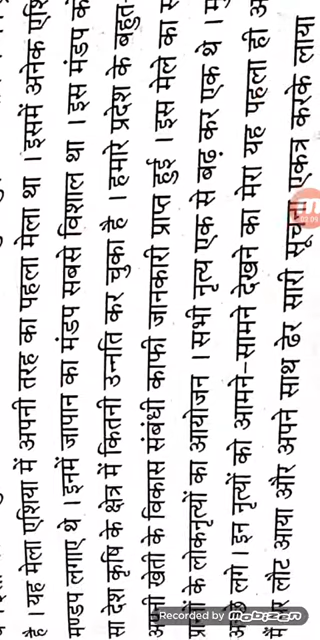 है । यह मेला एशिया में अपनी तरह का पहला मेला था । इसमें अनेक एशि
मण्डप लगाए थे । इनमें जापान का मंडप सबसे विशाल था । इस मंडप
सा देश कृषि के क्षेत्र में कितनी उन्नति कर चुका है । हमारे प्रदेश के बहुत-
खेती के विकास संबंधी काफी जानकारी प्राप्त हुई । इस मेले का स
के लोकनृत्यों का आयोजन । सभी नृत्य एक से बढ़ कर एक थे ।
लगे । इन नृत्यों को आमने-सामने देखने का मेरा यह पहला ही अ
लौट आया और अपने साथ ढेर सारी सूचना एकत्र करके लाया
Recorded by mobizen